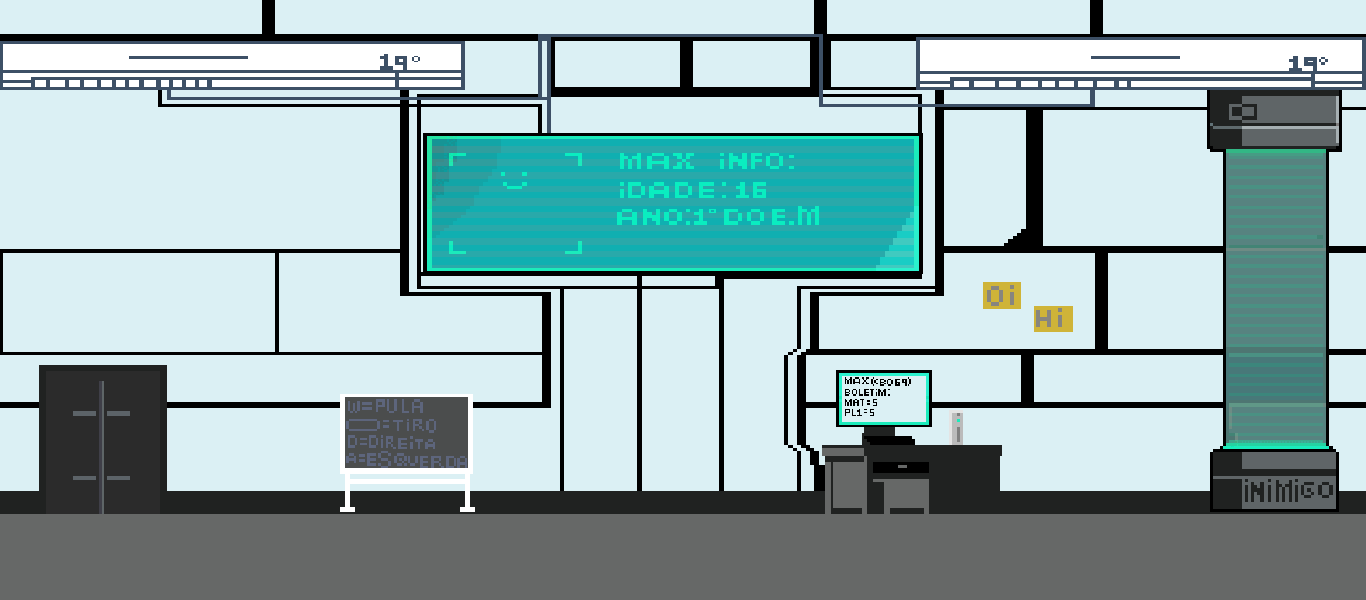 19°
19°
MAX iNFO:
iDADE:16
ANO:1°DO E.M
Oi
Hi
MAX(<8069)
BOLETiM:
MAT=5
PL1=5
W=PULA
=TiRO
D=DiREiTA
A=ESQUERDA
iNiMiGO